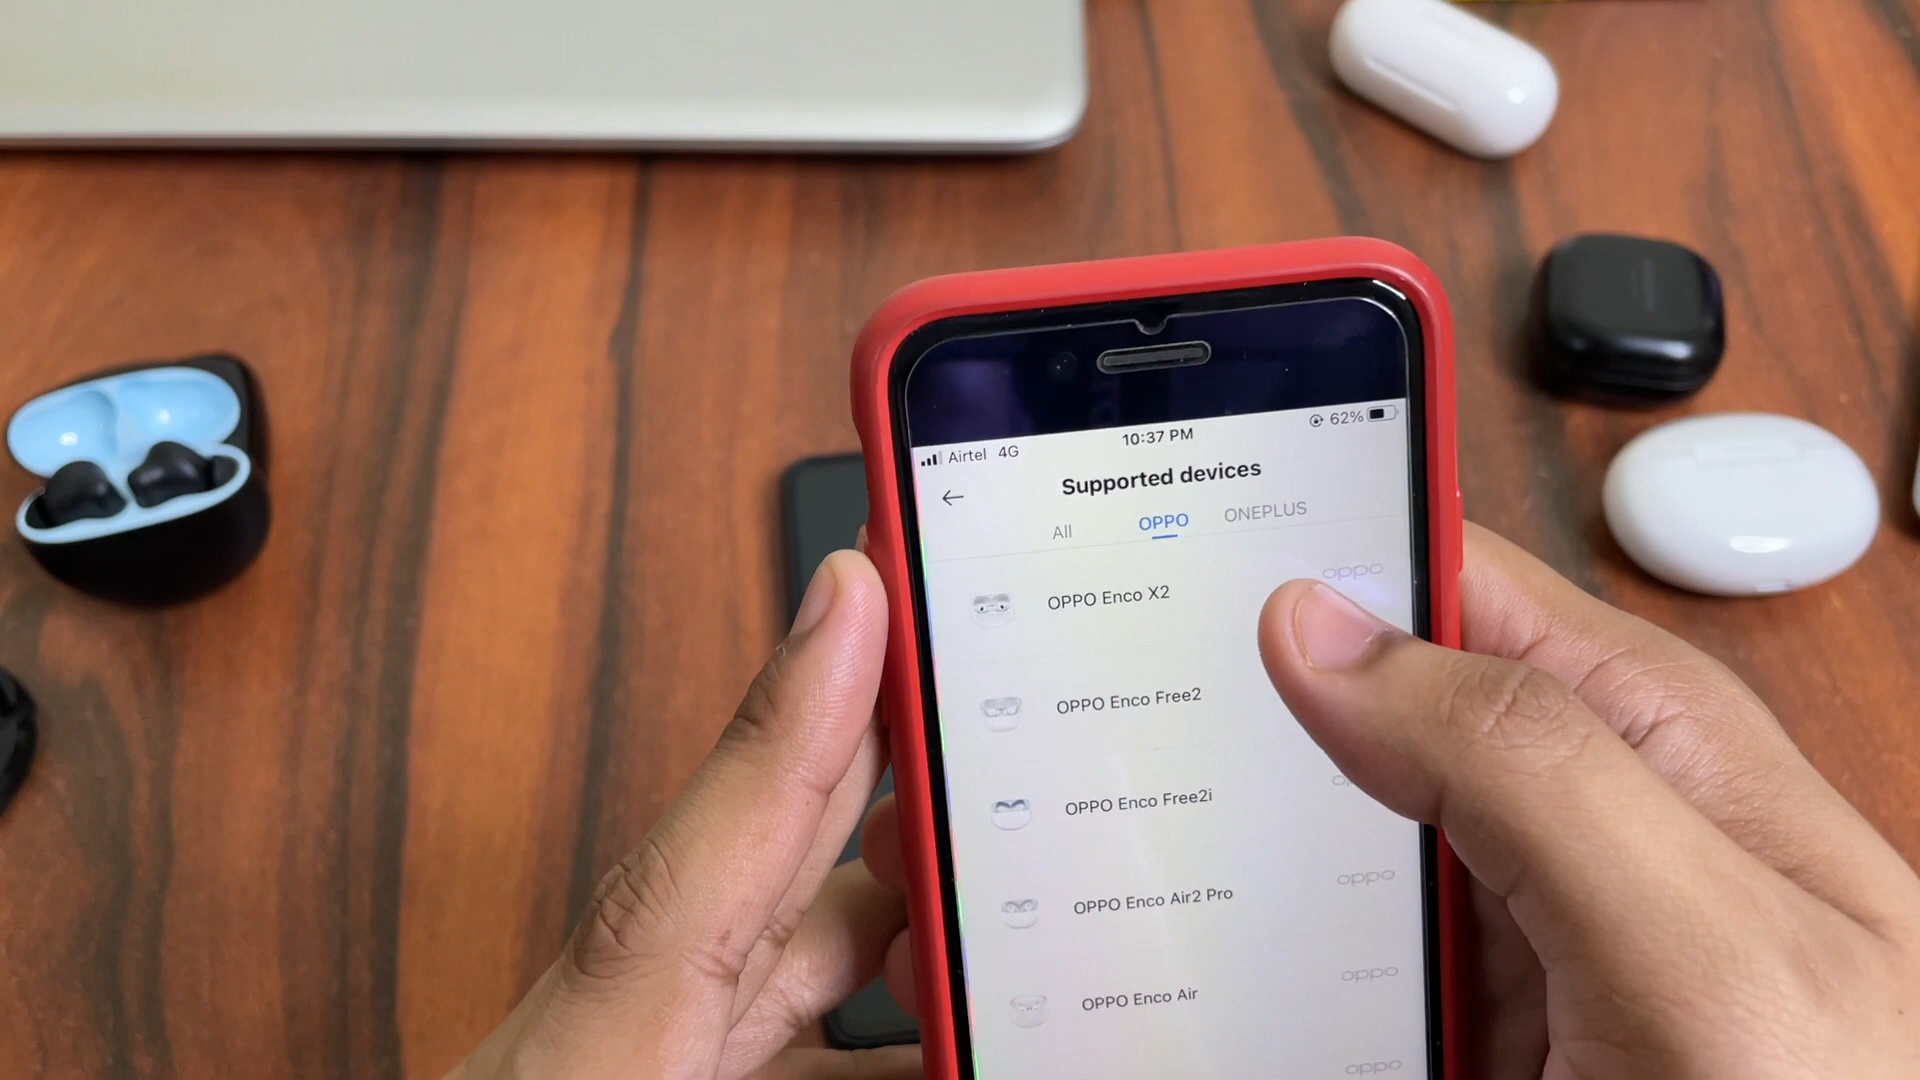 Airtel 4G 10:37 PM 62%
Supported devices
All OPPO ONEPLUS
oppo
OPPO Enco X2
OPPO Enco Free2
OPPO Enco Free2i
oppo
OPPO Enco Air2 Pro
oppo
OPPO Enco Air
oppo